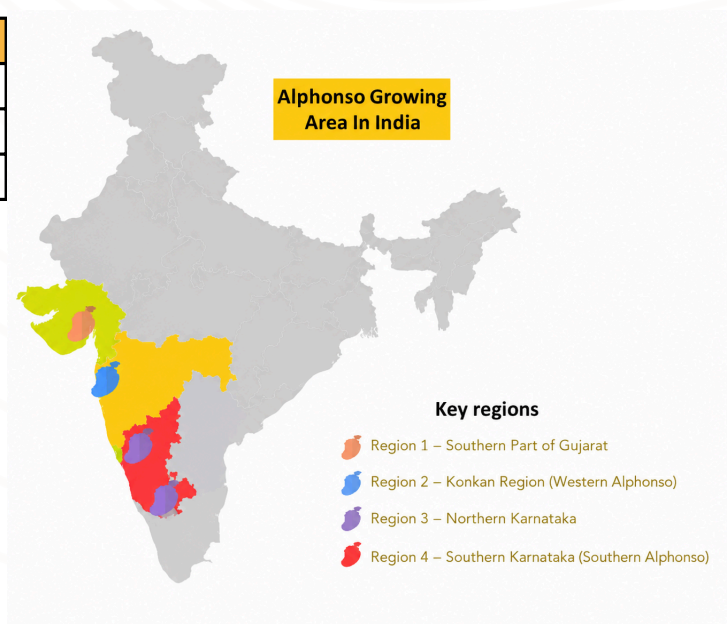 Alphonso Growing
Area In India
Key regions
Region 1 – Southern Part of Gujarat
Region 2 – Konkan Region (Western Alphonso)
Region 3 – Northern Karnataka
Region 4 – Southern Karnataka (Southern Alphonso)